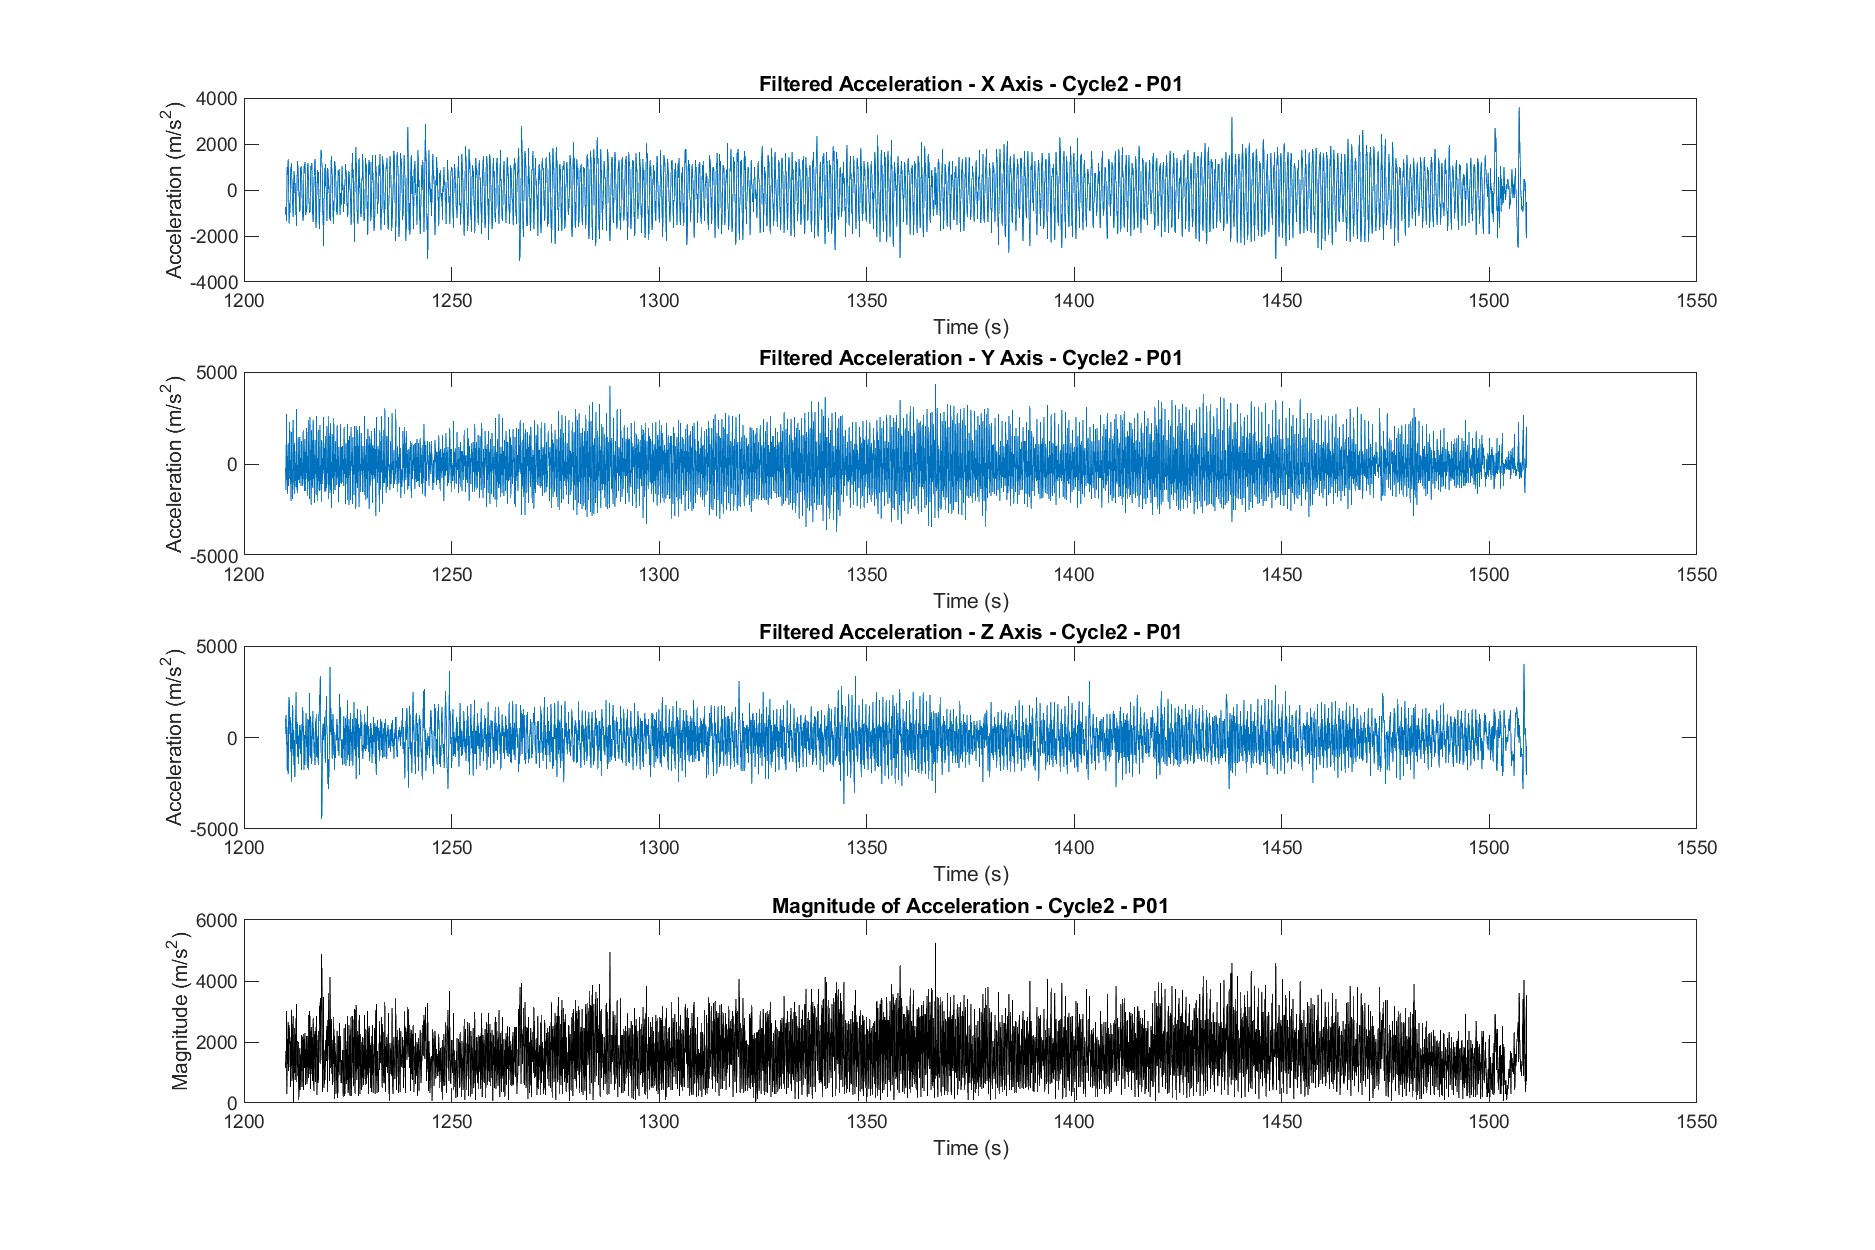 Filtered Acceleration - X Axis - Cycle2 - P01
Acceleration (m/s²)
4000
2000
0
-2000
-4000
1200 1250 1300 1350 1400 1450 1500 1550
Time (s)
Filtered Acceleration - Y Axis - Cycle2 - P01
Acceleration (m/s²)
5000
0
-5000
1200 1250 1300 1350 1400 1450 1500 1550
Time (s)
Filtered Acceleration - Z Axis - Cycle2 - P01
Acceleration (m/s²)
5000
0
-5000
1200 1250 1300 1350 1400 1450 1500 1550
Time (s)
Magnitude of Acceleration - Cycle2 - P01
Magnitude (m/s²)
6000
4000
2000
0
1200 1250 1300 1350 1400 1450 1500 1550
Time (s)